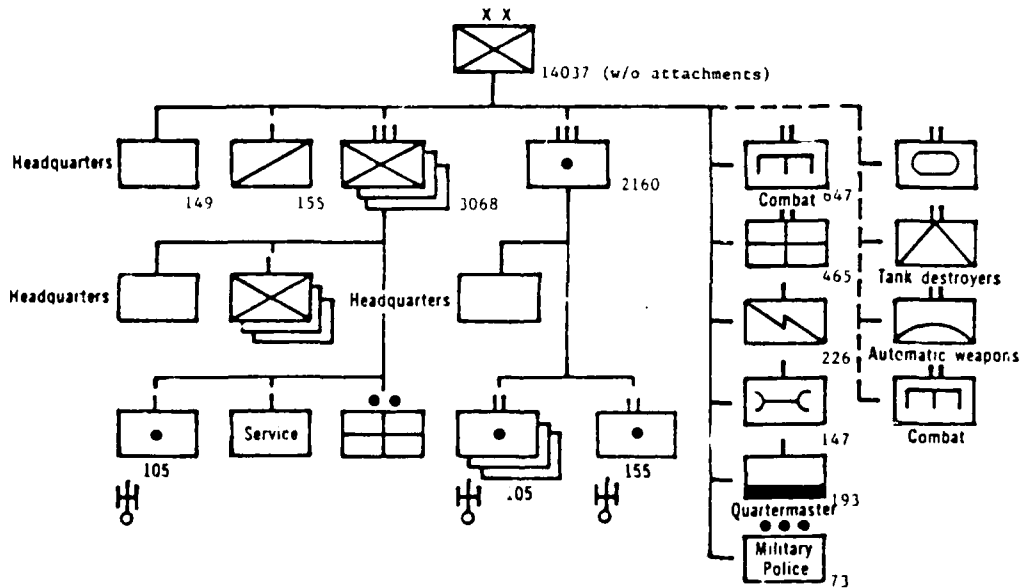 X X
14037 (w/o attachments)
Headquarters
149
155
3068
2160
Combat
647
Headquarters
Headquarters
465
Tank destroyers
226
Automatic weapons
Service
105
.05
155
147
Combat
Quartermaster
193
Military
Police
73